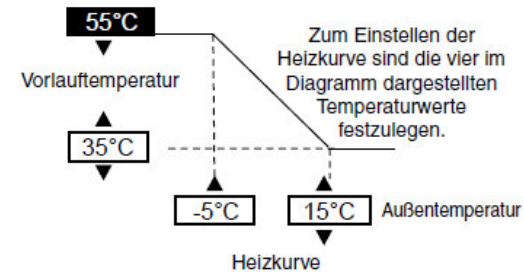 55°C
Zum Einstellen der
Heizkurve sind die vier im
Diagramm dargestellten
Temperaturwerte
festzulegen.
Vorlauftemperatur
35°C
-5°C
15°C
Außentemperatur
Heizkurve